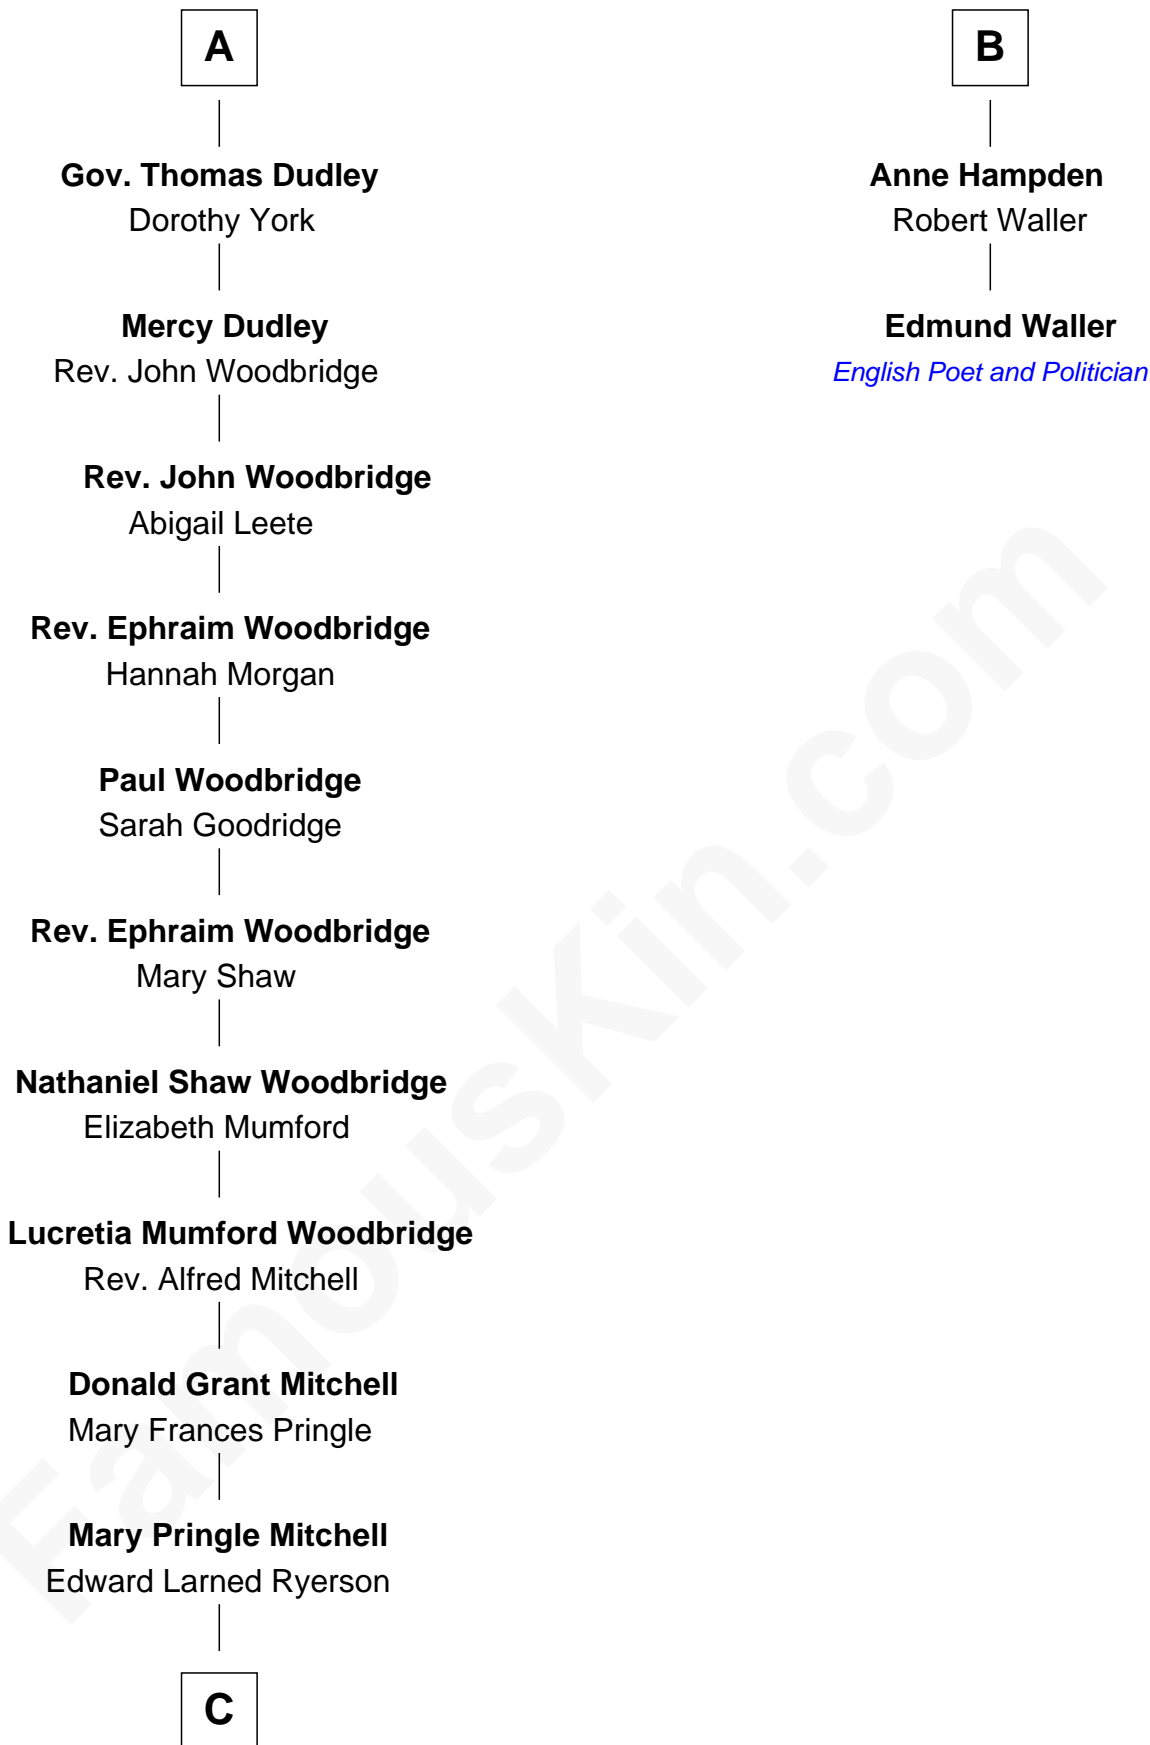 A
Gov. Thomas Dudley
Dorothy York
Mercy Dudley
Rev. John Woodbridge
Rev. John Woodbridge
Abigail Leete
Rev. Ephraim Woodbridge
Hannah Morgan
Paul Woodbridge
Sarah Goodridge
Rev. Ephraim Woodbridge
Mary Shaw
Nathaniel Shaw Woodbridge
Elizabeth Mumford
Lucretia Mumford Woodbridge
Rev. Alfred Mitchell
Donald Grant Mitchell
Mary Frances Pringle
Mary Pringle Mitchell
Edward Larned Ryerson
C
B
Anne Hampden
Robert Waller
Edmund Waller
English Poet and Politician
FamousKin.com